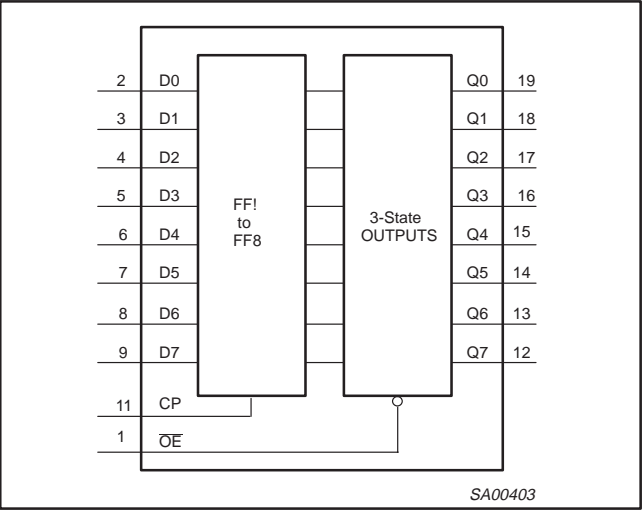 2 D0 Q0 19
3 D1 Q1 18
4 D2 Q2 17
5 D3 Q3 16
6 D4 Q4 15
7 D5 Q5 14
8 D6 Q6 13
9 D7 Q7 12
FF!
to
FF8
3-State
OUTPUTS
11 CP
1 O̅E̅
SA00403